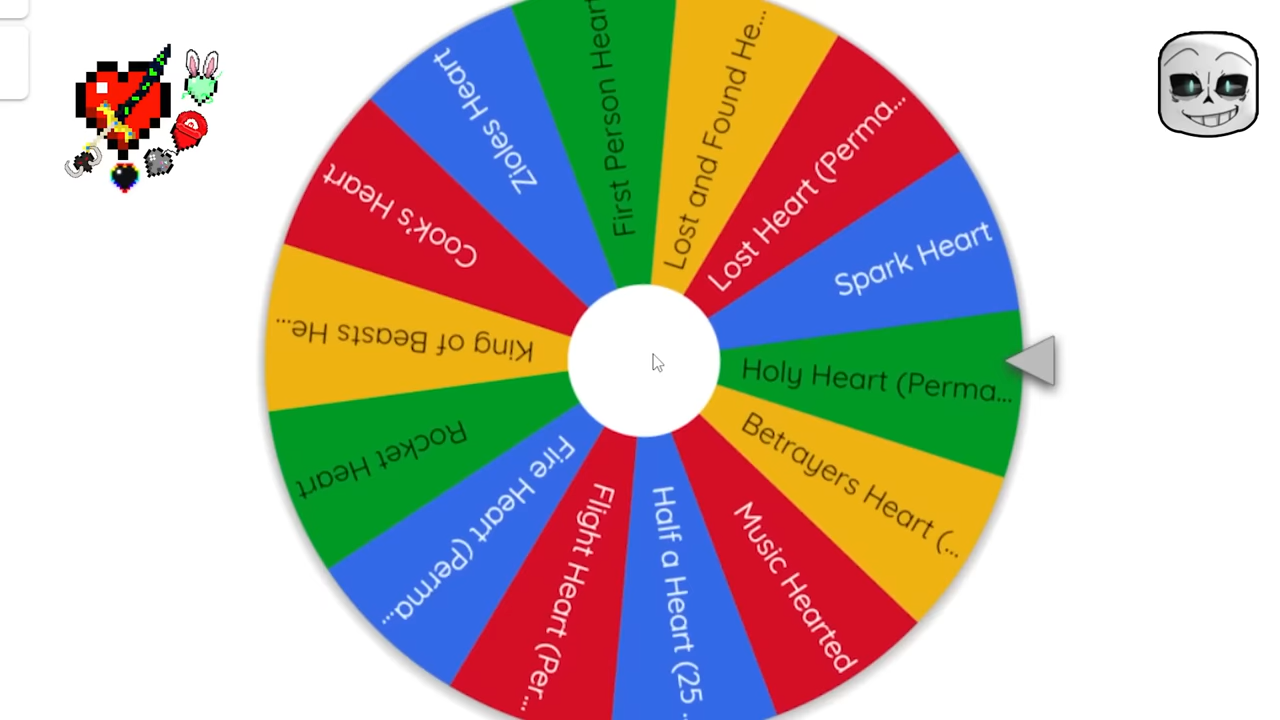 First Person Heart
Lost and Found He...
Lost Heart (Perma...
Spark Heart
Holy Heart (Perma...
Betrayers Heart (...
Music Hearted
Half a Heart (25 ...
Flight Heart (Per...
Fire Heart (Perma...
Rocket Heart
King of Beasts He...
Cook's Heart
Zioles Heart